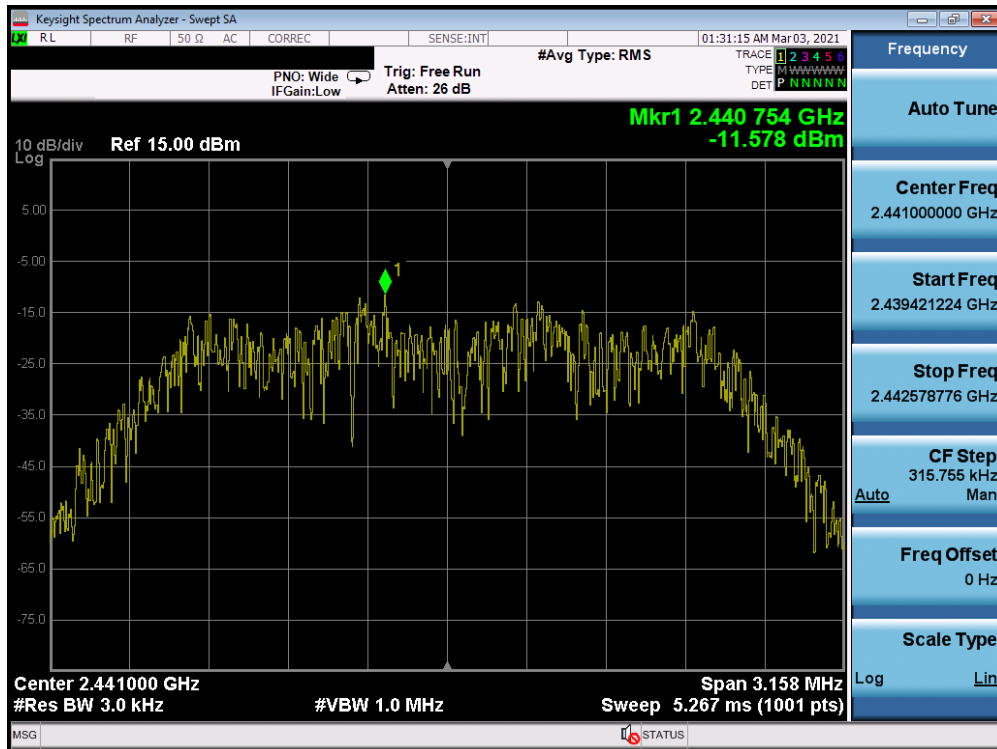 Keysight Spectrum Analyzer - Swept SA
LXI RL RF 50 Ω AC CORREC SENSE:INT 01:31:15 AM Mar 03, 2021
#Avg Type: RMS TRACE 1 2 3 4 5 6
PNO: Wide Trig: Free Run TYPE M WWWWW
IFGain:Low Atten: 26 dB DET P N N N N N
Mkr1 2.440 754 GHz
-11.578 dBm
10 dB/div Ref 15.00 dBm
Log
1
5.00
-5.00
-15.0
-25.0
-35.0
-45.0
-55.0
-65.0
-75.0
Center 2.441000 GHz Span 3.158 MHz
#Res BW 3.0 kHz #VBW 1.0 MHz Sweep 5.267 ms (1001 pts)
MSG STATUS
Frequency
Auto Tune
Center Freq
2.441000000 GHz
Start Freq
2.439421224 GHz
Stop Freq
2.442578776 GHz
CF Step
315.755 kHz
Auto Man
Freq Offset
0 Hz
Scale Type
Log Lin